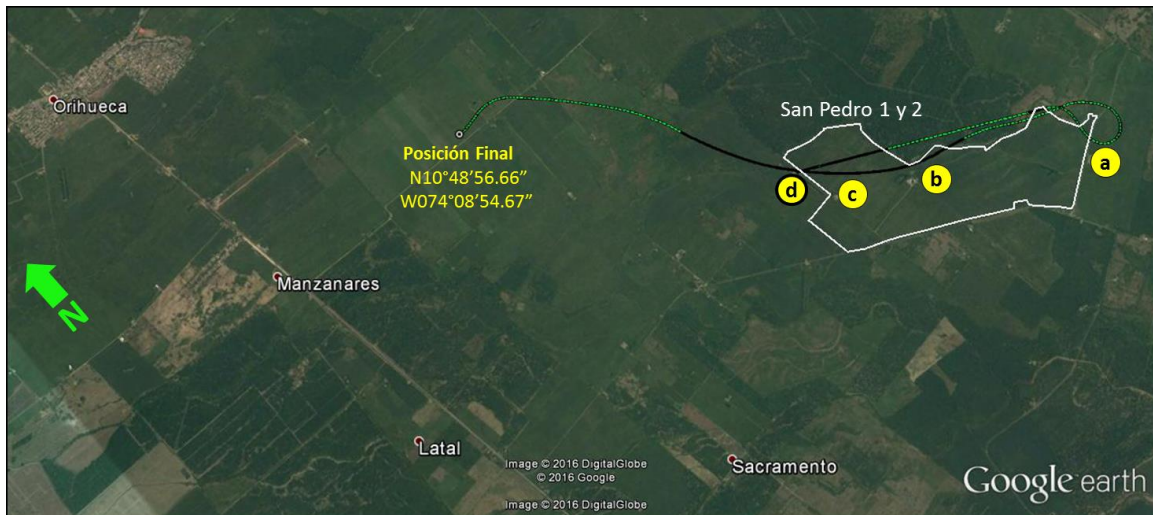 Orihueca
San Pedro 1 y 2
Posición Final
N10°48’56.66”
W074°08’54.67”
a
b
c
d
N
Manzanares
Latal
Sacramento
Image © 2016 DigitalGlobe
© 2016 Google
Image © 2016 DigitalGlobe
Google earth